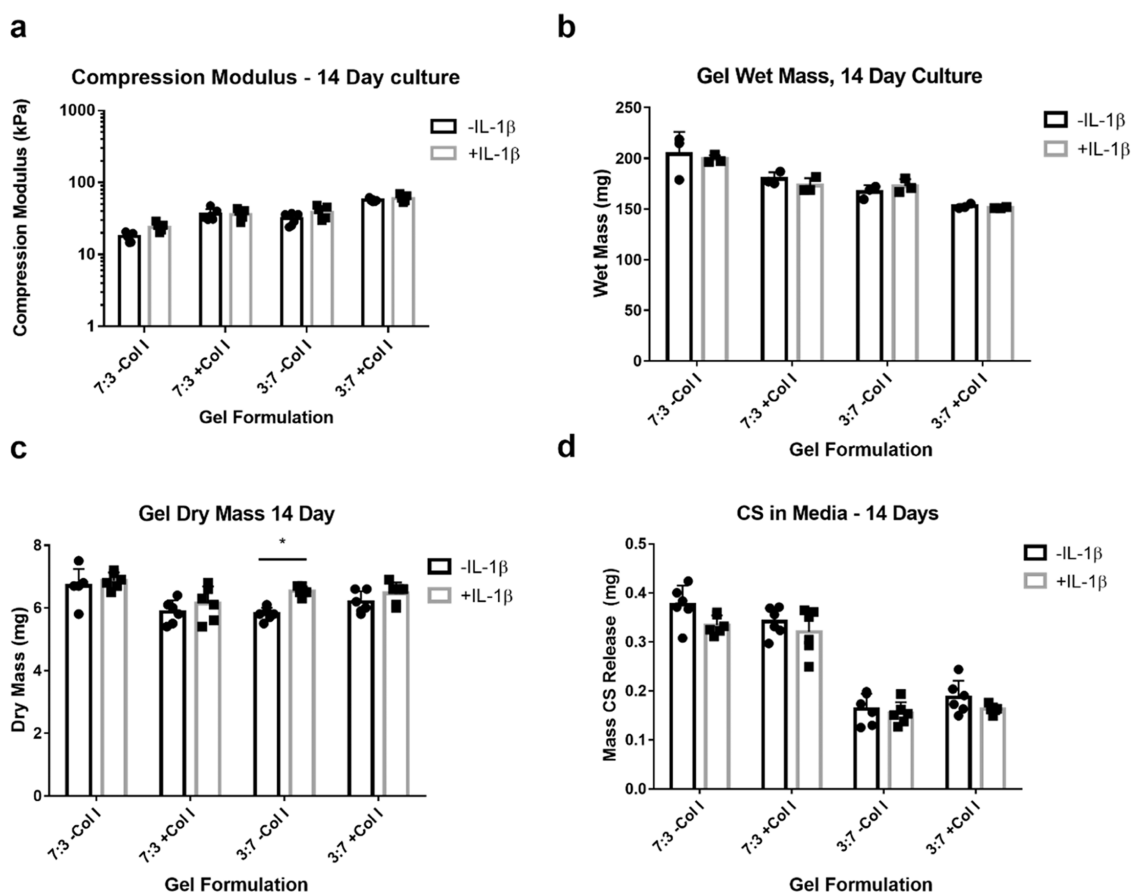 a
Compression Modulus - 14 Day culture
Compression Modulus (kPa)
1000
100
10
1
-IL-1β
+IL-1β
7:3 -Col I
7:3 +Col I
3:7 -Col I
3:7 +Col I
Gel Formulation
b
Gel Wet Mass, 14 Day Culture
Wet Mass (mg)
250
200
150
100
50
0
-IL-1β
+IL-1β
7:3 -Col I
7:3 +Col I
3:7 -Col I
3:7 +Col I
Gel Formulation
c
Gel Dry Mass 14 Day
Dry Mass (mg)
8
6
4
2
0
*
-IL-1β
+IL-1β
7:3 -Col I
7:3 +Col I
3:7 -Col I
3:7 +Col I
Gel Formulation
d
CS in Media - 14 Days
Mass CS Release (mg)
0.5
0.4
0.3
0.2
0.1
0.0
-IL-1β
+IL-1β
7:3 -Col I
7:3 +Col I
3:7 -Col I
3:7 +Col I
Gel Formulation